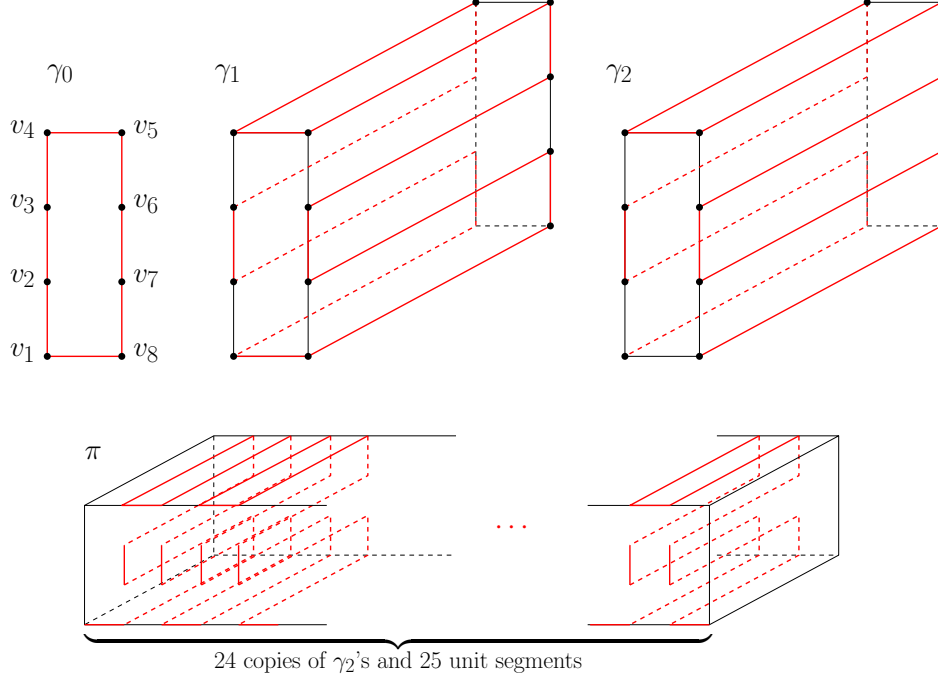 γ₀ γ₁ γ₂
v₄ v₅
v₃ v₆
v₂ v₇
v₁ v₈
π
...
24 copies of γ₂'s and 25 unit segments